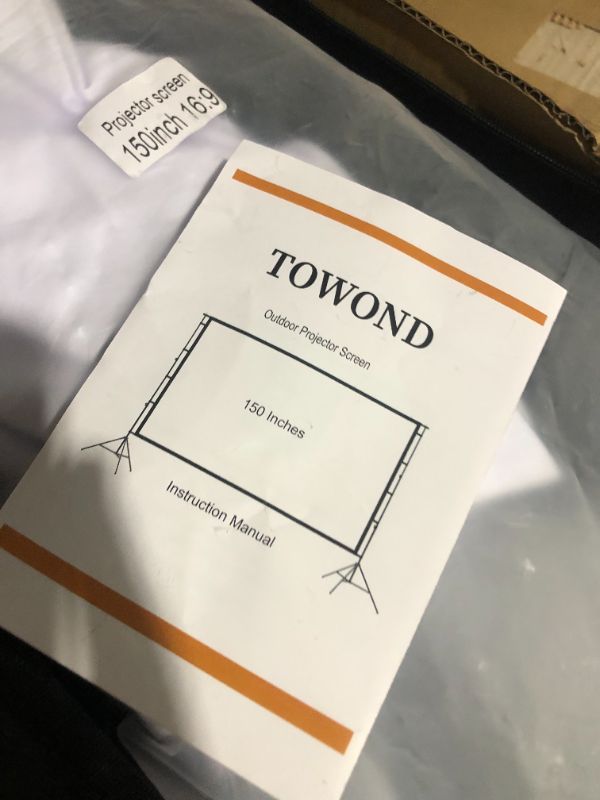 Projector screen
150inch 16:9
TOWOND
Outdoor Projector Screen
150 Inches
Instruction Manual